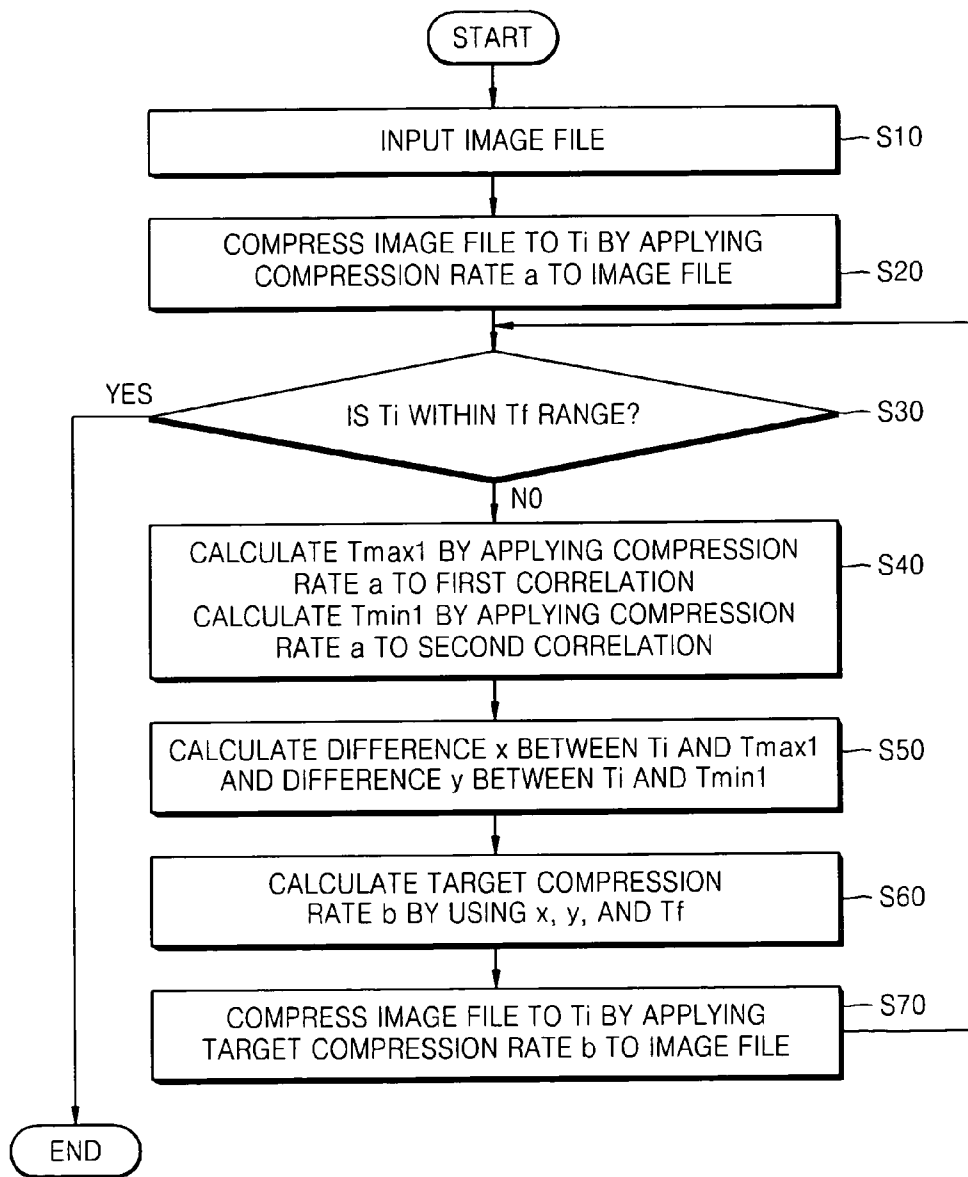 START
INPUT IMAGE FILE
S10
COMPRESS IMAGE FILE TO Ti BY APPLYING
COMPRESSION RATE a TO IMAGE FILE
S20
YES
IS Ti WITHIN Tf RANGE?
S30
NO
CALCULATE Tmax1 BY APPLYING COMPRESSION
RATE a TO FIRST CORRELATION
CALCULATE Tmin1 BY APPLYING COMPRESSION
RATE a TO SECOND CORRELATION
S40
CALCULATE DIFFERENCE x BETWEEN Ti AND Tmax1
AND DIFFERENCE y BETWEEN Ti AND Tmin1
S50
CALCULATE TARGET COMPRESSION
RATE b BY USING x, y, AND Tf
S60
COMPRESS IMAGE FILE TO Ti BY APPLYING
TARGET COMPRESSION RATE b TO IMAGE FILE
S70
END